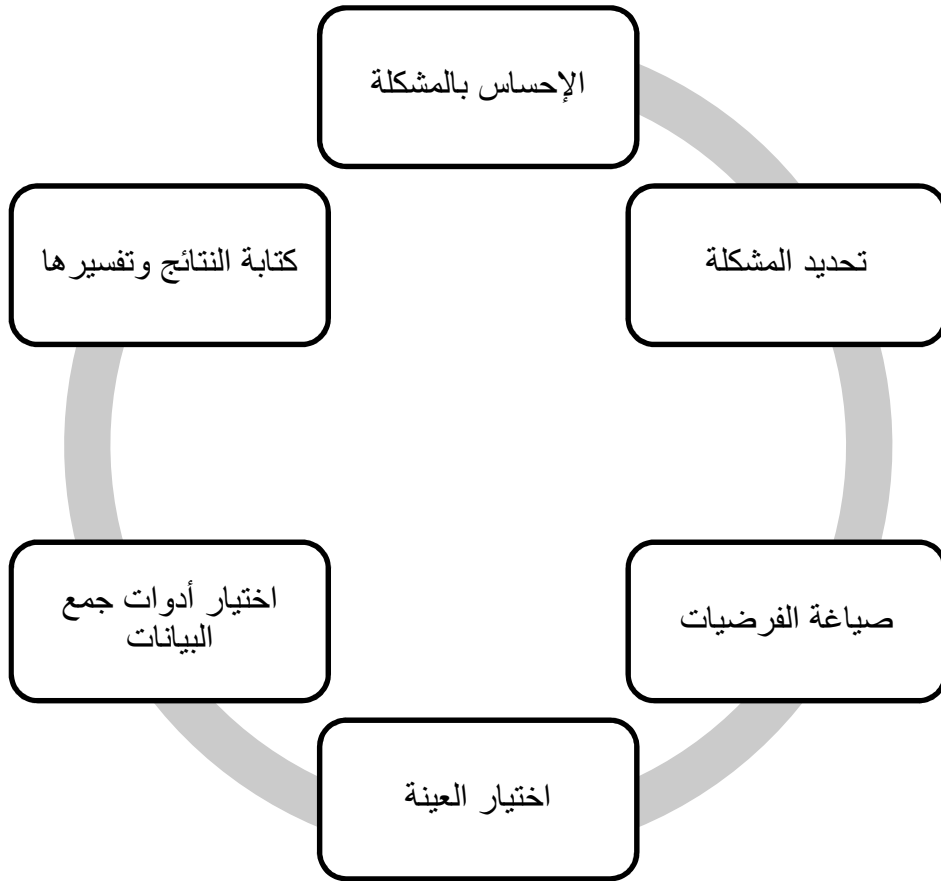 الإحساس بالمشكلة
تحديد المشكلة
صياغة الفرضيات
اختيار العينة
اختيار أدوات جمع
البيانات
كتابة النتائج وتفسيرها